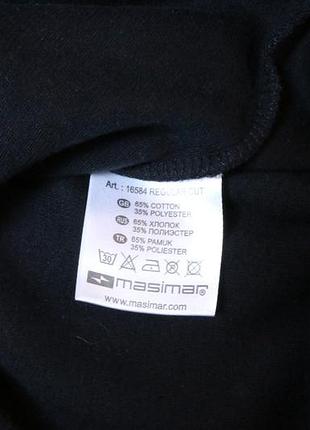 Art. : 16584 REGULAR CUT
GB 65% COTTON
35% POLYESTER
RUS 65% ХЛОПОК
35% ПОЛИЭСТЕР
TR 65% PAMUK
35% POLIESTER
30
masimar®
www.masimar.com